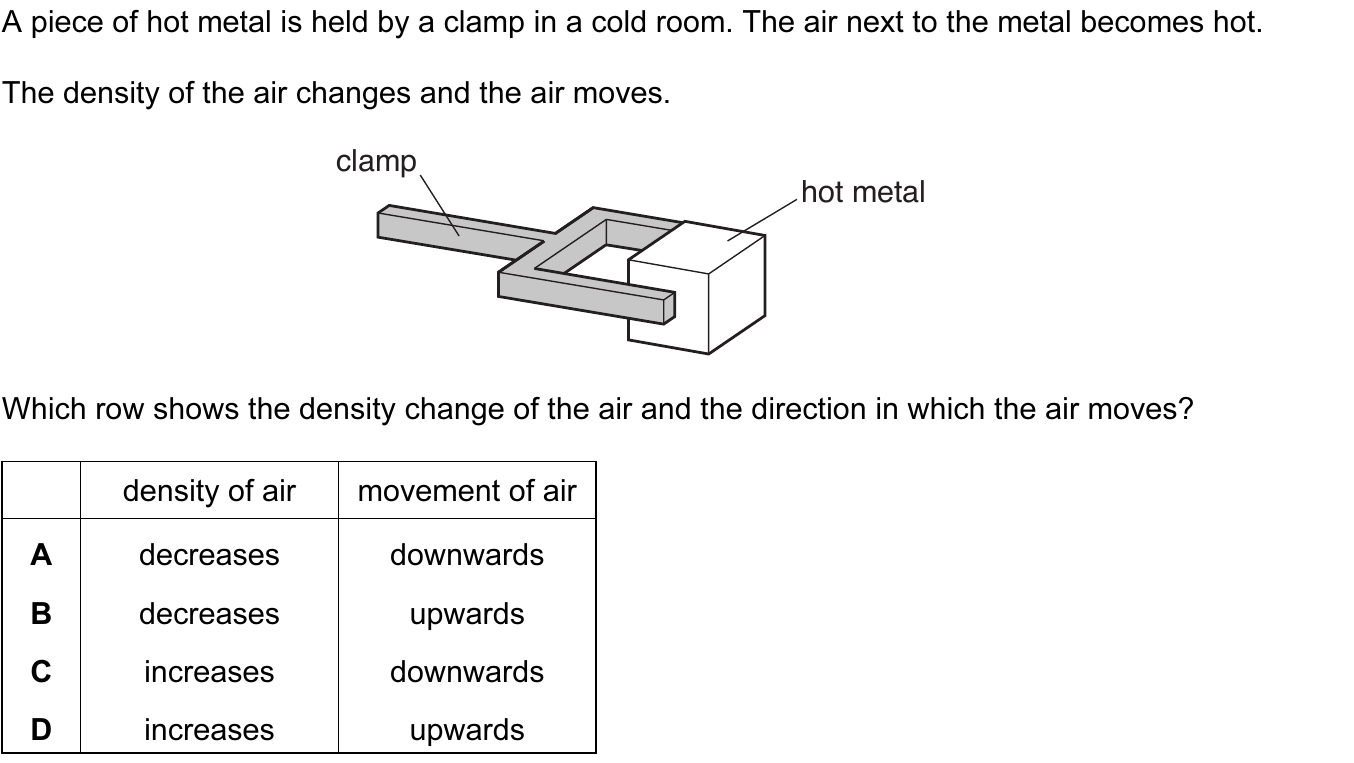 A piece of hot metal is held by a clamp in a cold room. The air next to the metal becomes hot.
The density of the air changes and the air moves.
clamp
hot metal
Which row shows the density change of the air and the direction in which the air moves?
density of air movement of air
A decreases downwards
B decreases upwards
C increases downwards
D increases upwards